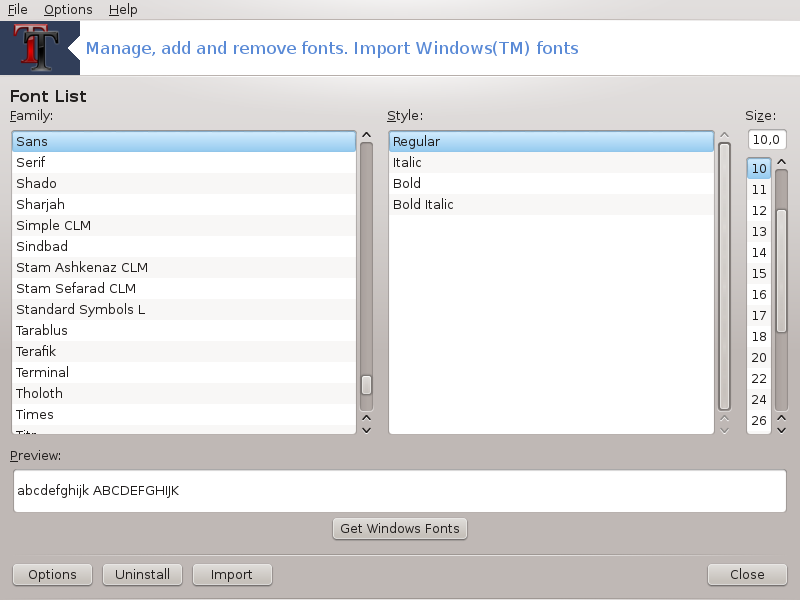 File Options Help
Manage, add and remove fonts. Import Windows(TM) fonts
Font List
Family:
Sans
Serif
Shado
Sharjah
Simple CLM
Sindbad
Stam Ashkenaz CLM
Stam Sefarad CLM
Standard Symbols L
Tarablus
Terafik
Terminal
Tholoth
Times
Style:
Regular
Italic
Bold
Bold Italic
Size:
10,0
10
11
12
13
14
15
16
17
18
20
22
24
26
Preview:
abcdefghijk ABCDEFGHIJK
Get Windows Fonts
Options Uninstall Import Close